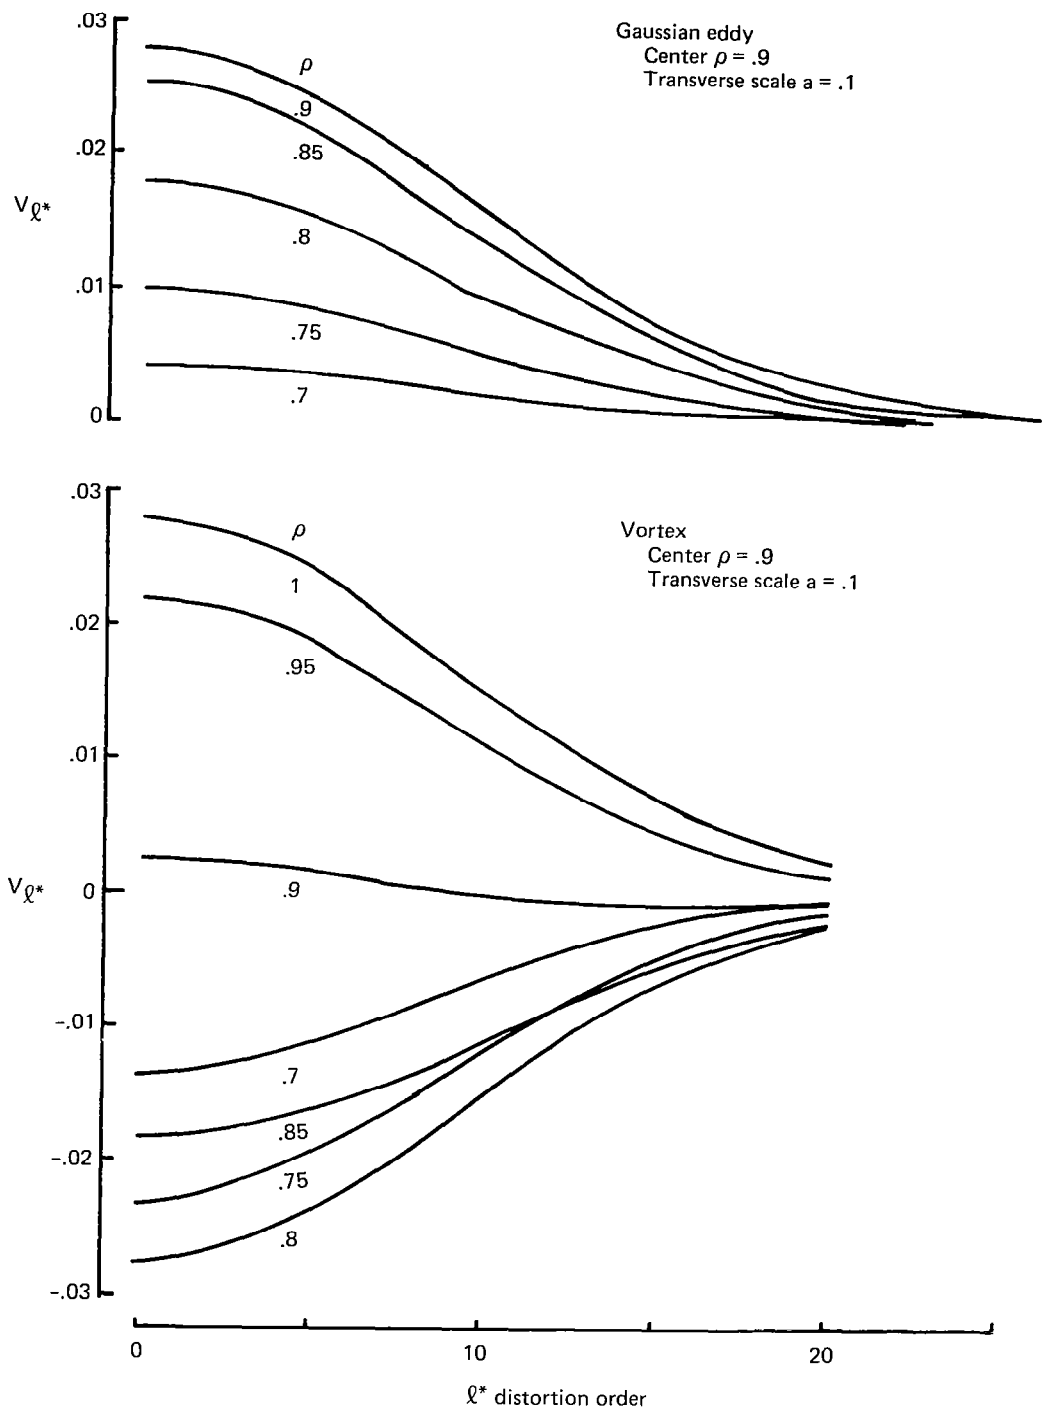 .03
Gaussian eddy
Center ρ = .9
Transverse scale a = .1
ρ
.9
.02
.85
Vℓ*
.8
.01
.75
.7
0
.03
ρ
Vortex
Center ρ = .9
Transverse scale a = .1
1
.02
.95
.01
Vℓ*
0
.9
-.01
.7
.85
-.02
.75
.8
-.03
0
10
20
ℓ* distortion order